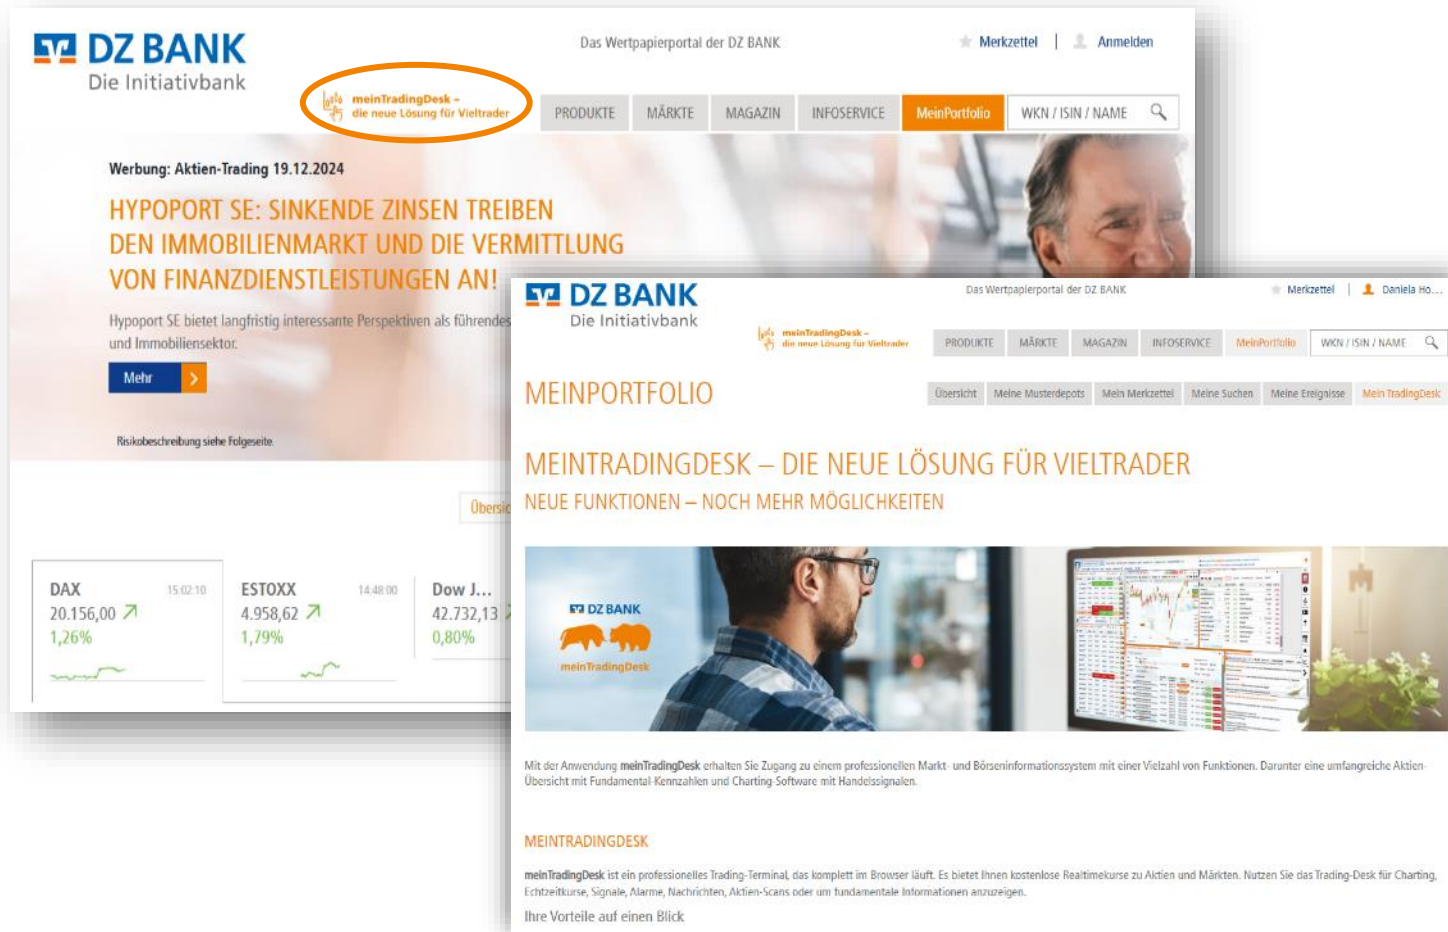 DZ BANK
Die Initiativbank
Das Wertpapierportal der DZ BANK
Merkzettel | Anmelden
meinTradingDesk –
die neue Lösung für Vieltrader
PRODUKTE MÄRKTE MAGAZIN INFOSERVICE MeinPortfolio WKN / ISIN / NAME
Werbung: Aktien-Trading 19.12.2024
HYPOPORT SE: SINKENDE ZINSEN TREIBEN
DEN IMMOBILIENMARKT UND DIE VERMITTLUNG
VON FINANZDIENSTLEISTUNGEN AN!
Hypoport SE bietet langfristig interessante Perspektiven als führendes
und Immobiliensektor.
Mehr
Risikobeschreibung siehe Folgeseite.
Übersic
DAX 15:02:10
20.156,00
1,26%
ESTOXX 14:48:00
4.958,62
1,79%
Dow J...
42.732,13
0,80%
DZ BANK
Die Initiativbank
Das Wertpapierportal der DZ BANK
Merkzettel | Daniela Ho...
meinTradingDesk –
die neue Lösung für Vieltrader
PRODUKTE MÄRKTE MAGAZIN INFOSERVICE MeinPortfolio WKN / ISIN / NAME
MEINPORTFOLIO
Übersicht Meine Musterdepots Mein Merkzettel Meine Suchen Meine Ereignisse Mein TradingDesk
MEINTRADINGDESK – DIE NEUE LÖSUNG FÜR VIELTRADER
NEUE FUNKTIONEN – NOCH MEHR MÖGLICHKEITEN
DZ BANK
meinTradingDesk
Mit der Anwendung meinTradingDesk erhalten Sie Zugang zu einem professionellen Markt- und Börseninformationssystem mit einer Vielzahl von Funktionen. Darunter eine umfangreiche Aktien-
Übersicht mit Fundamental-Kennzahlen und Charting-Software mit Handelssignalen.
MEINTRADINGDESK
meinTradingDesk ist ein professionelles Trading-Terminal, das komplett im Browser läuft. Es bietet Ihnen kostenlose Realtimekurse zu Aktien und Märkten. Nutzen Sie das Trading-Desk für Charting,
Echtzeitkurse, Signale, Alarme, Nachrichten, Aktien-Scans oder um fundamentale Informationen anzuzeigen.
Ihre Vorteile auf einen Blick